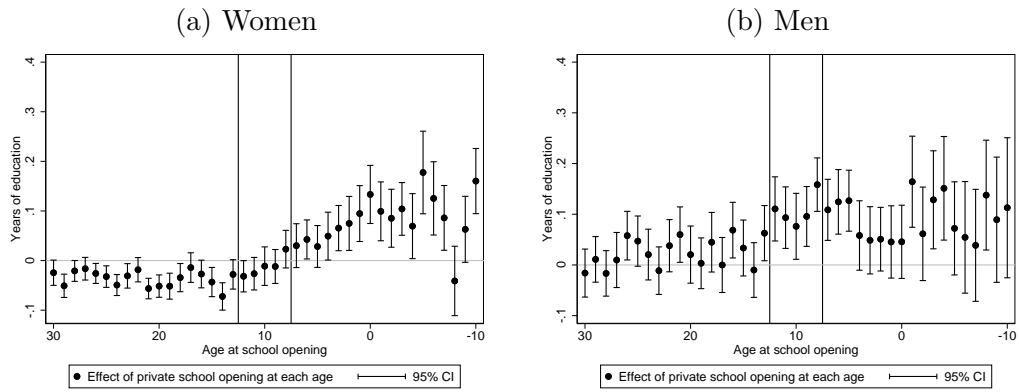 (a) Women
Years of education
.4
.3
.2
.1
0
-.1
30
20
10
0
-10
Age at school opening
Effect of private school opening at each age
95% CI
(b) Men
Years of education
.4
.3
.2
.1
0
-.1
30
20
10
0
-10
Age at school opening
Effect of private school opening at each age
95% CI